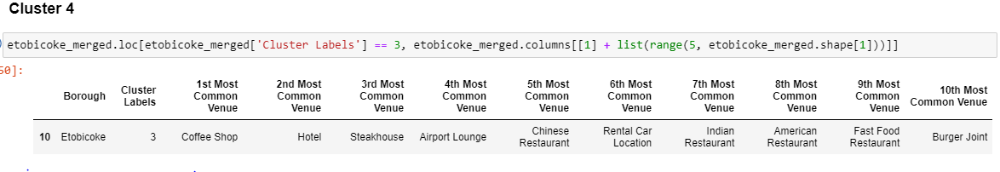 Cluster 4
etobicoke_merged.loc[etobicoke_merged['Cluster Labels'] == 3, etobicoke_merged.columns[[1] + list(range(5, etobicoke_merged.shape[1]))]]
50]:
Borough Cluster Labels 1st Most Common Venue 2nd Most Common Venue 3rd Most Common Venue 4th Most Common Venue 5th Most Common Venue 6th Most Common Venue 7th Most Common Venue 8th Most Common Venue 9th Most Common Venue 10th Most Common Venue
10 Etobicoke 3 Coffee Shop Hotel Steakhouse Airport Lounge Chinese Restaurant Rental Car Location Indian Restaurant American Restaurant Fast Food Restaurant Burger Joint